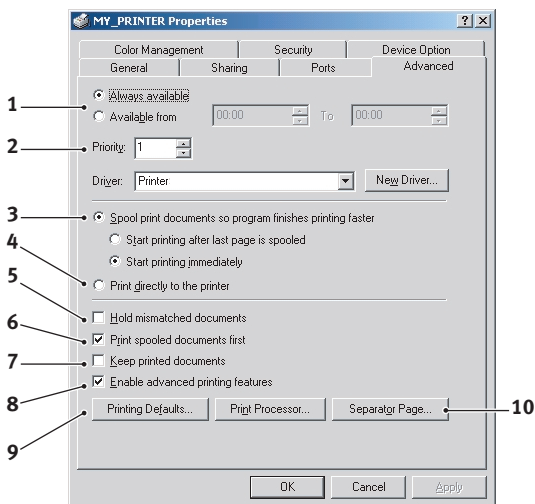 MY_PRINTER Properties
Color Management Security Device Option
General Sharing Ports Advanced
1 Always available
Available from 00:00 To 00:00
2 Priority: 1
Driver: Printer New Driver...
3 Spool print documents so program finishes printing faster
Start printing after last page is spooled
4 Start printing immediately
Print directly to the printer
5 Hold mismatched documents
6 Print spooled documents first
7 Keep printed documents
8 Enable advanced printing features
9 Printing Defaults... Print Processor... Separator Page... 10
OK Cancel Apply